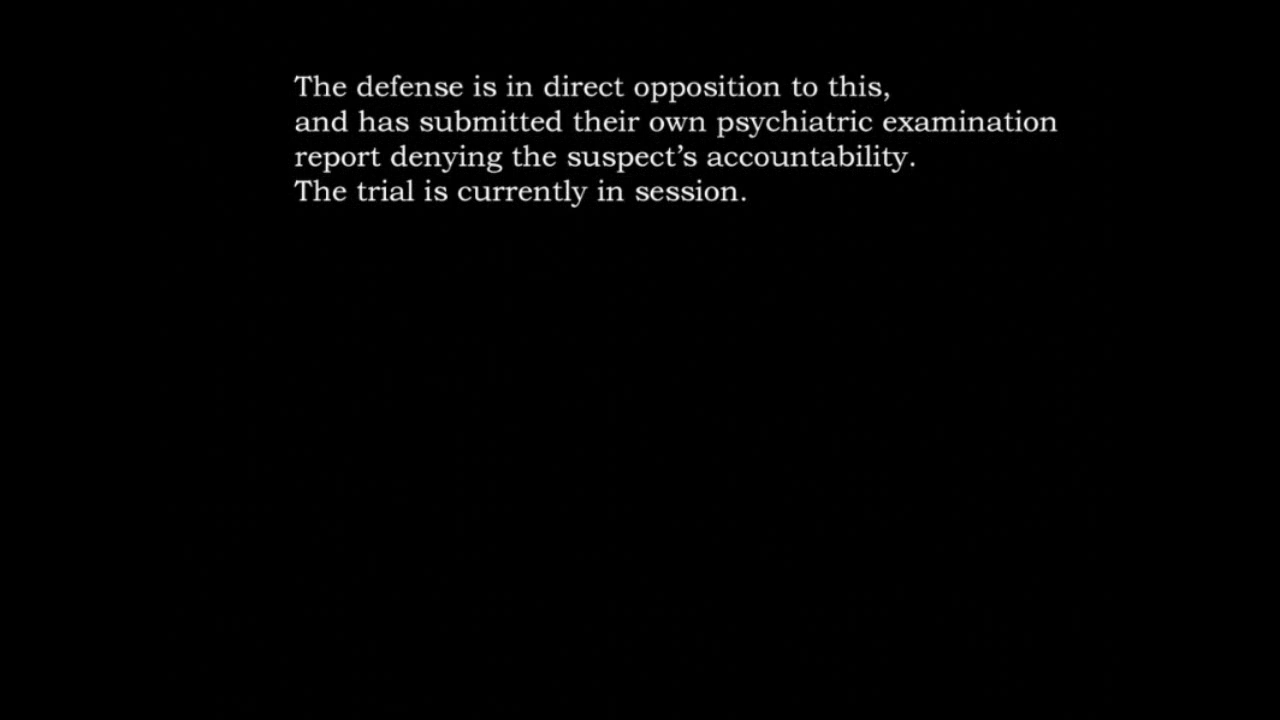 The defense is in direct opposition to this,
and has submitted their own psychiatric examination
report denying the suspect’s accountability.
The trial is currently in session.